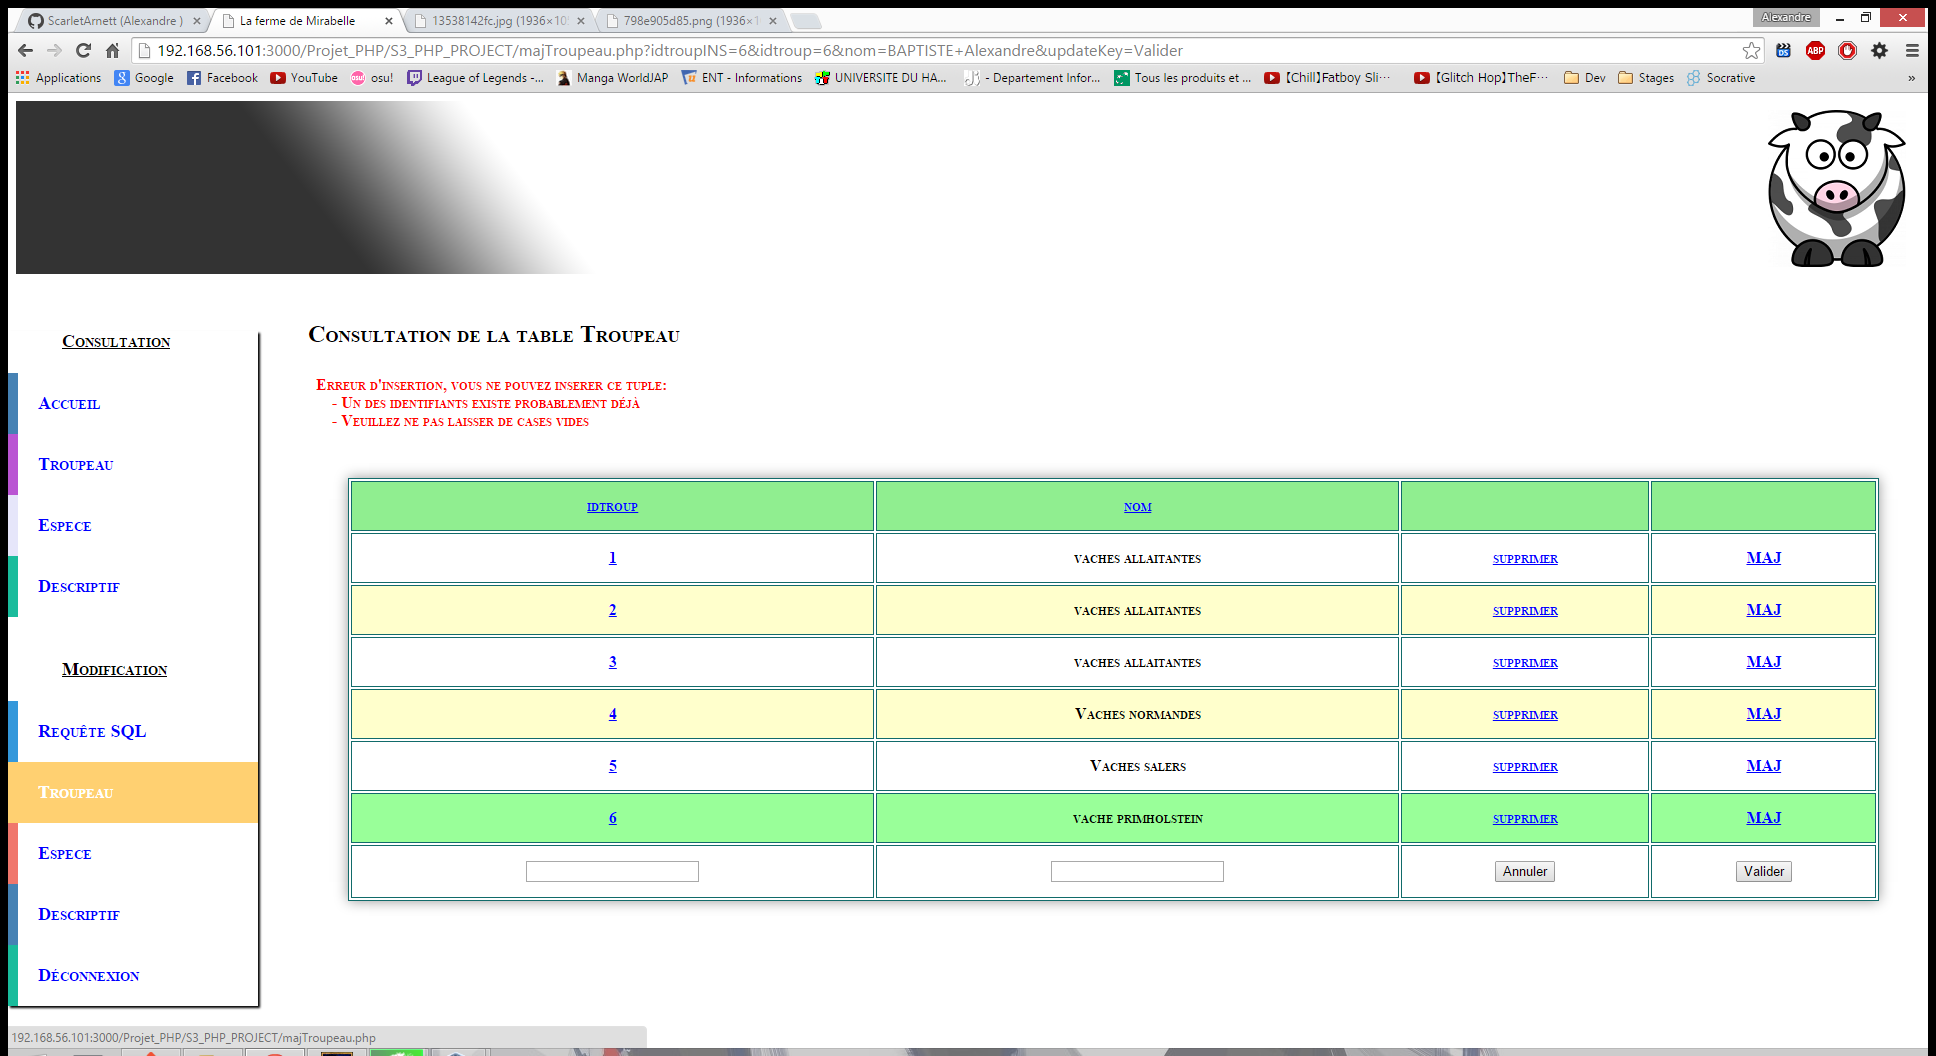 ScarletArnett (Alexandre )
La ferme de Mirabelle
13538142fc.jpg (1936×10
798e905d85.png (1936×1
Alexandre
192.168.56.101:3000/Projet_PHP/S3_PHP_PROJECT/majTroupeau.php?idtroupINS=6&idtroup=6&nom=BAPTISTE+Alexandre&updateKey=Valider
ABP
Applications
Google
Facebook
YouTube
osu!
League of Legends -...
Manga WorldJAP
ENT - Informations
UNIVERSITE DU HA...
- Departement Infor...
Tous les produits et ...
【Chill】Fatboy Sli…
【Glitch Hop】TheF…
Dev
Stages
Socrative
»
Consultation
Accueil
Troupeau
Espece
Descriptif
Modification
Requête SQL
Troupeau
Espece
Descriptif
Déconnexion
Consultation de la table Troupeau
Erreur d'insertion, vous ne pouvez inserer ce tuple:
- Un des identifiants existe probablement déjà
- Veuillez ne pas laisser de cases vides
idtroup nom
1 vaches allaitantes supprimer MAJ
2 vaches allaitantes supprimer MAJ
3 vaches allaitantes supprimer MAJ
4 Vaches normandes supprimer MAJ
5 Vaches salers supprimer MAJ
6 vache primholstein supprimer MAJ
Annuler Valider
192.168.56.101:3000/Projet_PHP/S3_PHP_PROJECT/majTroupeau.php